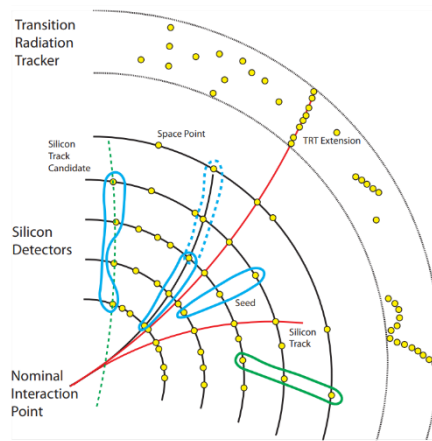 Transition
Radiation
Tracker
Space Point
TRT Extension
Silicon
Track
Candidate
Silicon
Detectors
Seed
Silicon
Track
Nominal
Interaction
Point